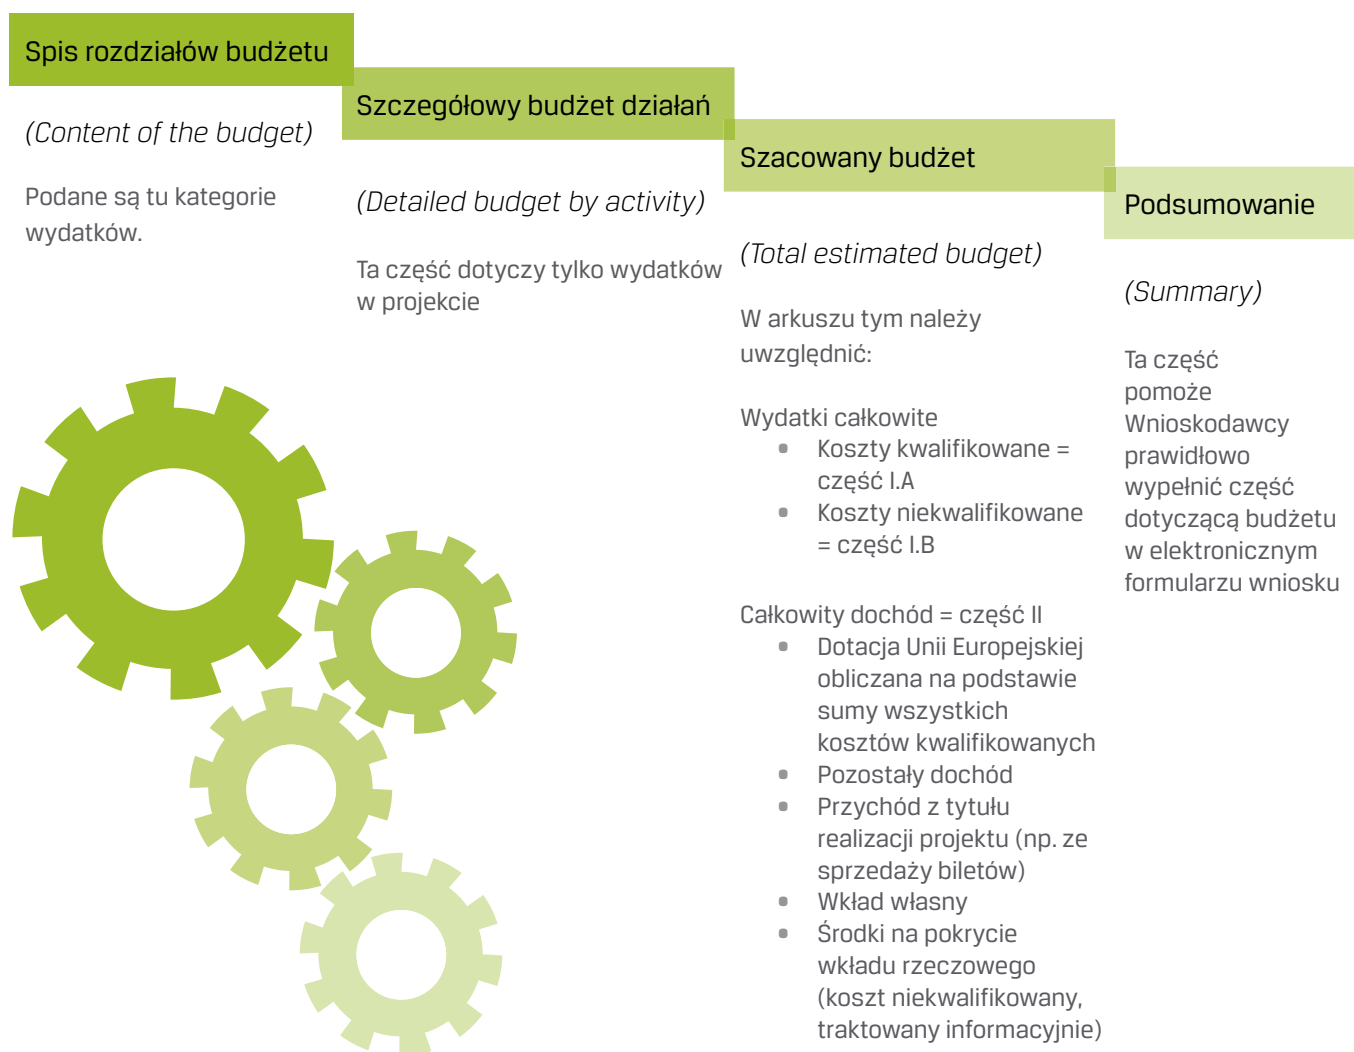 Spis rozdziałów budżetu
(Content of the budget)
Podane są tu kategorie
wydatków.
Szczegółowy budżet działań
(Detailed budget by activity)
Ta część dotyczy tylko wydatków
w projekcie
Szacowany budżet
(Total estimated budget)
W arkuszu tym należy
uwzględnić:
Wydatki całkowite
• Koszty kwalifikowane =
część I.A
• Koszty niekwalifikowane
= część I.B
Całkowity dochód = część II
• Dotacja Unii Europejskiej
obliczana na podstawie
sumy wszystkich
kosztów kwalifikowanych
• Pozostały dochód
• Przychód z tytułu
realizacji projektu (np. ze
sprzedaży biletów)
• Wkład własny
• Środki na pokrycie
wkładu rzeczowego
(koszt niekwalifikowany,
traktowany informacyjnie)
Podsumowanie
(Summary)
Ta część
pomoże
Wnioskodawcy
prawidłowo
wypełnić część
dotyczącą budżetu
w elektronicznym
formularzu wniosku